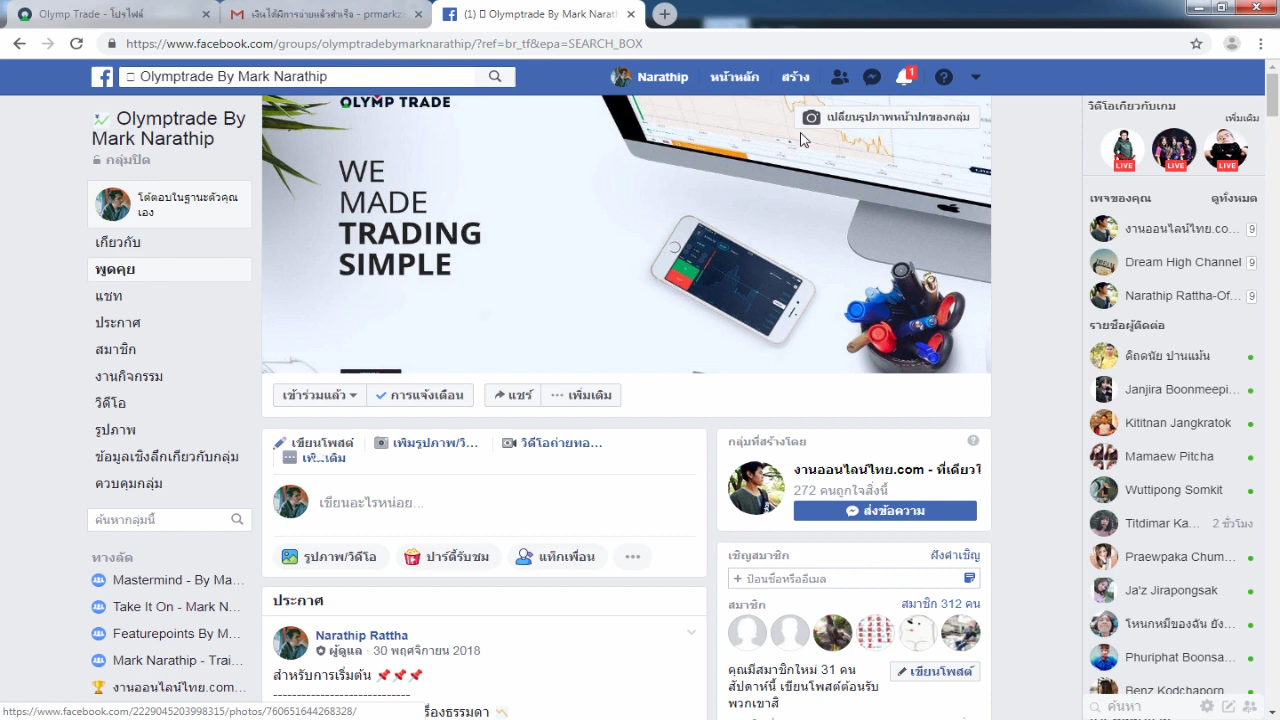 Olymp Trade - โปรไฟล์
เงินได้มีการจ่ายแล้วสำเร็จ - prmarkz
(1) Olymptrade By Mark Narat
https://www.facebook.com/groups/olymptradebymarknarathip/?ref=br_tf&epa=SEARCH_BOX
Olymptrade By Mark Narathip
Narathip
หน้าหลัก
สร้าง
1
Olymptrade By
Mark Narathip
กลุ่มปิด
โต้ตอบในฐานะตัวคุณ
เอง
เกี่ยวกับ
พูดคุย
แชท
ประกาศ
สมาชิก
งานกิจกรรม
วิดีโอ
รูปภาพ
ข้อมูลเชิงลึกเกี่ยวกับกลุ่ม
ควบคุมกลุ่ม
ค้นหากลุ่มนี้
ทางลัด
Mastermind - By Ma...
Take It On - Mark N...
Featurepoints By M...
Mark Narathip - Trai...
งานออนไลน์ไทย.com...
https://www.facebook.com/2229045203998315/photos/760651644268328/
OLYMP TRADE
WE
MADE
TRADING
SIMPLE
เปลี่ยนรูปภาพหน้าปกของกลุ่ม
เข้าร่วมแล้ว
การแจ้งเตือน
แชร์
เพิ่มเติม
เขียนโพสต์
เพิ่มรูปภาพ/วิ...
วิดีโอถ่ายทอ...
เพิ่มเติม
เขียนอะไรหน่อย...
รูปภาพ/วิดีโอ
ปาร์ตี้รับชม
แท็กเพื่อน
ประกาศ
Narathip Rattha
ผู้ดูแล · 30 พฤศจิกายน 2018
สำหรับการเริ่มต้น 📌📌📌
-----------------------------
รื่องธรรมดา
กลุ่มที่สร้างโดย
งานออนไลน์ไทย.com - ที่เดียวใ
272 คนถูกใจสิ่งนี้
ส่งข้อความ
เชิญสมาชิก
ฝังคำเชิญ
+ ป้อนชื่อหรืออีเมล
สมาชิก
สมาชิก 312 คน
คุณมีสมาชิกใหม่ 31 คน
สัปดาห์นี้ เขียนโพสต์ต้อนรับ
พวกเขาสิ
เขียนโพสต์
วิดีโอเกี่ยวกับเกม
เพิ่มเติม
LIVE
LIVE
LIVE
เพจของคุณ
ดูทั้งหมด
งานออนไลน์ไทย.co... 9
Dream High Channel 9
Narathip Rattha-Of... 9
รายชื่อผู้ติดต่อ
ดิถดนัย ปานแม้น
Janjira Boonmeepi...
Kititnan Jangkratok
Mamaew Pitcha
Wuttipong Somkit
Titdimar Ka... 2 ชั่วโมง
Praewpaka Chum...
Ja'z Jirapongsak
โหนกหมีของฉัน ยัง...
Phuriphat Boonsa...
Benz Kodchaporn
ค้นหา